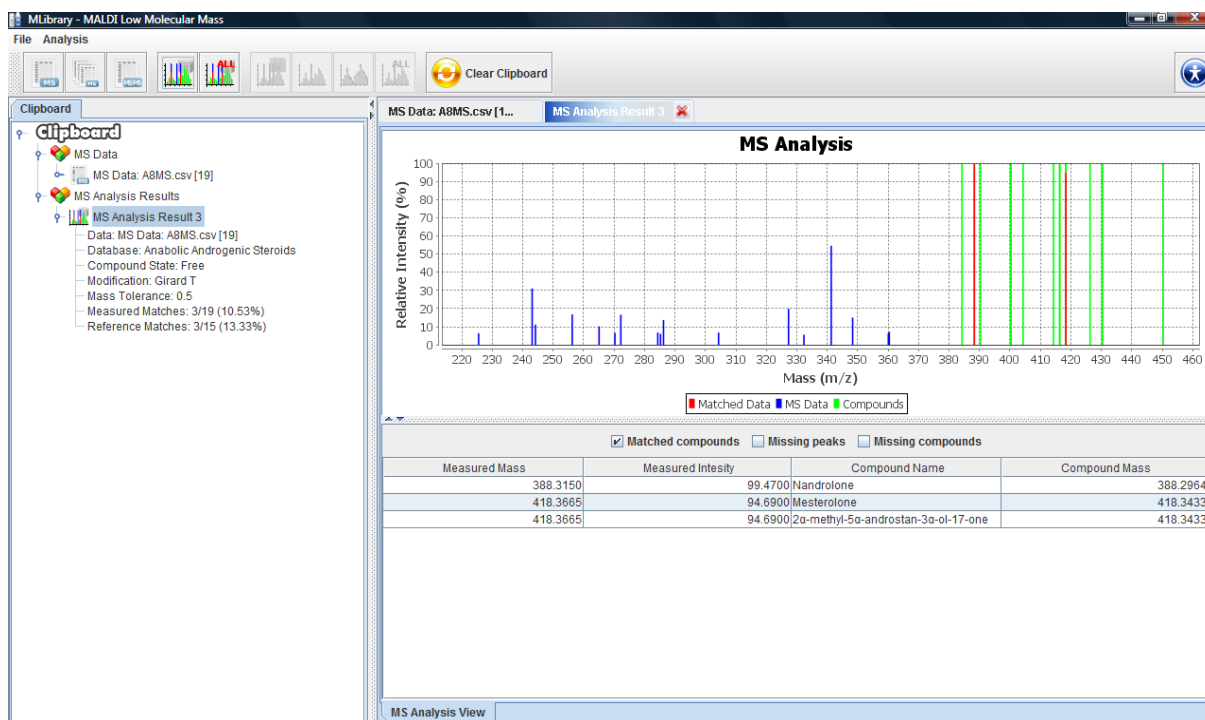 MLibrary - MALDI Low Molecular Mass
File Analysis
MS MS MSMS ALL ALL Clear Clipboard
Clipboard
MS Data: A8MS.csv [1... MS Analysis Result 3
Clipboard
MS Data
MS Data: A8MS.csv [19]
MS Analysis Results
MS Analysis Result 3
Data: MS Data: A8MS.csv [19]
Database: Anabolic Androgenic Steroids
Compound State: Free
Modification: Girard T
Mass Tolerance: 0.5
Measured Matches: 3/19 (10.53%)
Reference Matches: 3/15 (13.33%)
MS Analysis
Relative Intensity (%)
100
90
80
70
60
50
40
30
20
10
0
220 230 240 250 260 270 280 290 300 310 320 330 340 350 360 370 380 390 400 410 420 430 440 450 460
Mass (m/z)
Matched Data MS Data Compounds
Matched compounds Missing peaks Missing compounds
Measured Mass Measured Intesity Compound Name Compound Mass
388.3150 99.4700 Nandrolone 388.2964
418.3665 94.6900 Mesterolone 418.3433
418.3665 94.6900 2α-methyl-5α-androstan-3α-ol-17-one 418.3433
MS Analysis View